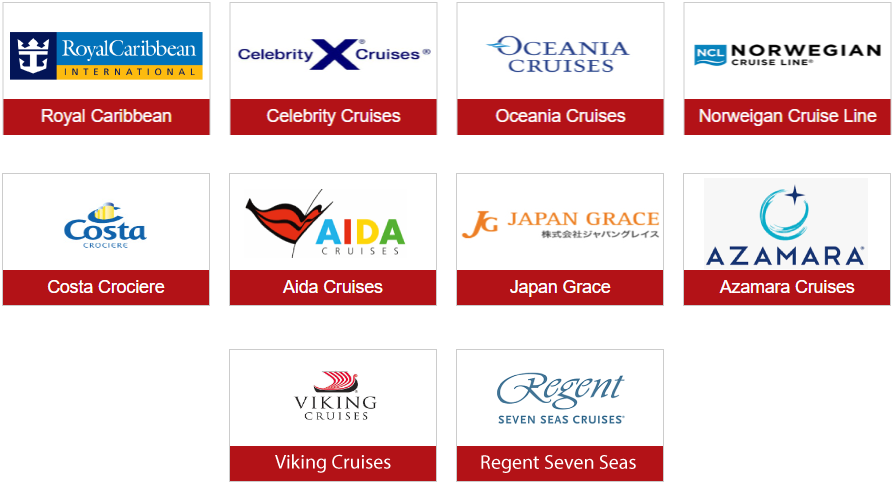 RoyalCaribbean
INTERNATIONAL
Royal Caribbean
Celebrity X Cruises®
Celebrity Cruises
OCEANIA
CRUISES
Oceania Cruises
NCL NORWEGIAN
CRUISE LINE®
Norweigan Cruise Line
Costa
CROCIERE
Costa Crociere
AIDA
CRUISES
Aida Cruises
JG JAPAN GRACE
株式会社ジャパングレイス
Japan Grace
AZAMARA®
Azamara Cruises
VIKING®
CRUISES
Viking Cruises
Regent
SEVEN SEAS CRUISES®
Regent Seven Seas